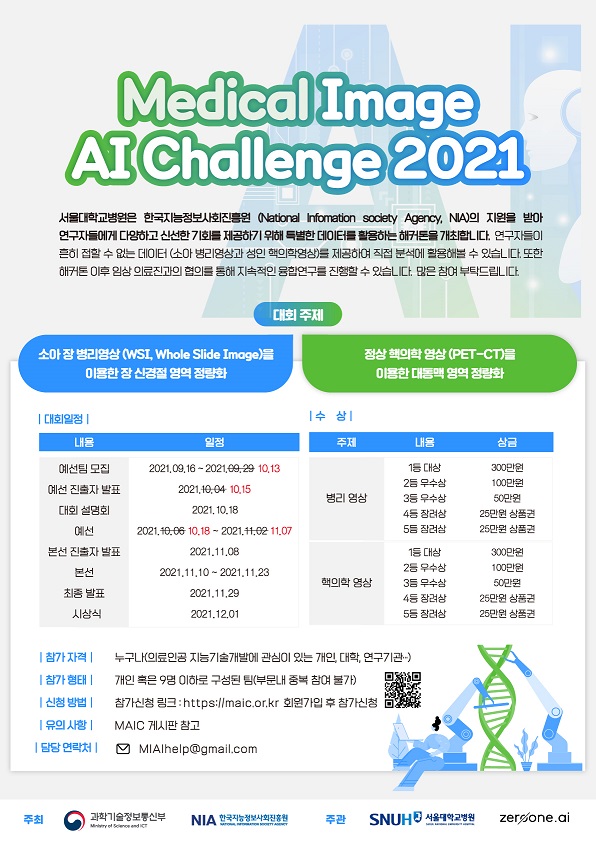 Medical Image
AI Challenge 2021
서울대학교병원은 한국지능정보사회진흥원 (National Infomation society Agency, NIA)의 지원을 받아
연구자들에게 다양하고 신선한 기회를 제공하기 위해 특별한 데이터를 활용하는 해커톤을 개최합니다. 연구자들이
흔히 접할 수 없는 데이터 (소아 병리영상과 성인 핵의학영상)를 제공하여 직접 분석에 활용해볼 수 있습니다. 또한
해커톤 이후 임상 의료진과의 협의를 통해 지속적인 융합연구를 진행할 수 있습니다. 많은 참여 부탁드립니다.
대회 주제
소아 장 병리영상 (WSI, Whole Slide Image)을
이용한 장 신경절 영역 정량화
정상 핵의학 영상 (PET-CT)을
이용한 대동맥 영역 정량화
| 대회일정 |
내용 일정
예선팀 모집 2021.09.16 ~ 2021.09.29 10.13
예선 진출자 발표 2021.10.04 10.15
대회 설명회 2021.10.18
예선 2021.10.06 10.18 ~ 2021.11.02 11.07
본선 진출자 발표 2021.11.08
본선 2021.11.10 ~ 2021.11.23
최종 발표 2021.11.29
시상식 2021.12.01
| 수 상 |
주제 내용 상금
병리 영상
1등 대상 300만원
2등 우수상 100만원
3등 우수상 50만원
4등 장려상 25만원 상품권
5등 장려상 25만원 상품권
핵의학 영상
1등 대상 300만원
2등 우수상 100만원
3등 우수상 50만원
4등 장려상 25만원 상품권
5등 장려상 25만원 상품권
| 참가 자격 | 누구나(의료인공 지능기술개발에 관심이 있는 개인, 대학, 연구기관··)
| 참가 형태 | 개인 혹은 9명 이하로 구성된 팀(부문내 중복 참여 불가)
| 신청 방법 | 참가신청 링크 : https://maic.or.kr 회원가입 후 참가신청
| 유의 사항 | MAIC 게시판 참고
| 담당 연락처 | MIAIhelp@gmail.com
주최 과학기술정보통신부
Ministry of Science and ICT
NIA 한국지능정보사회진흥원
NATIONAL INFORMATION SOCIETY AGENCY
주관 SNUH 서울대학교병원
SEOUL NATIONAL UNIVERSITY HOSPITAL
zero one.ai